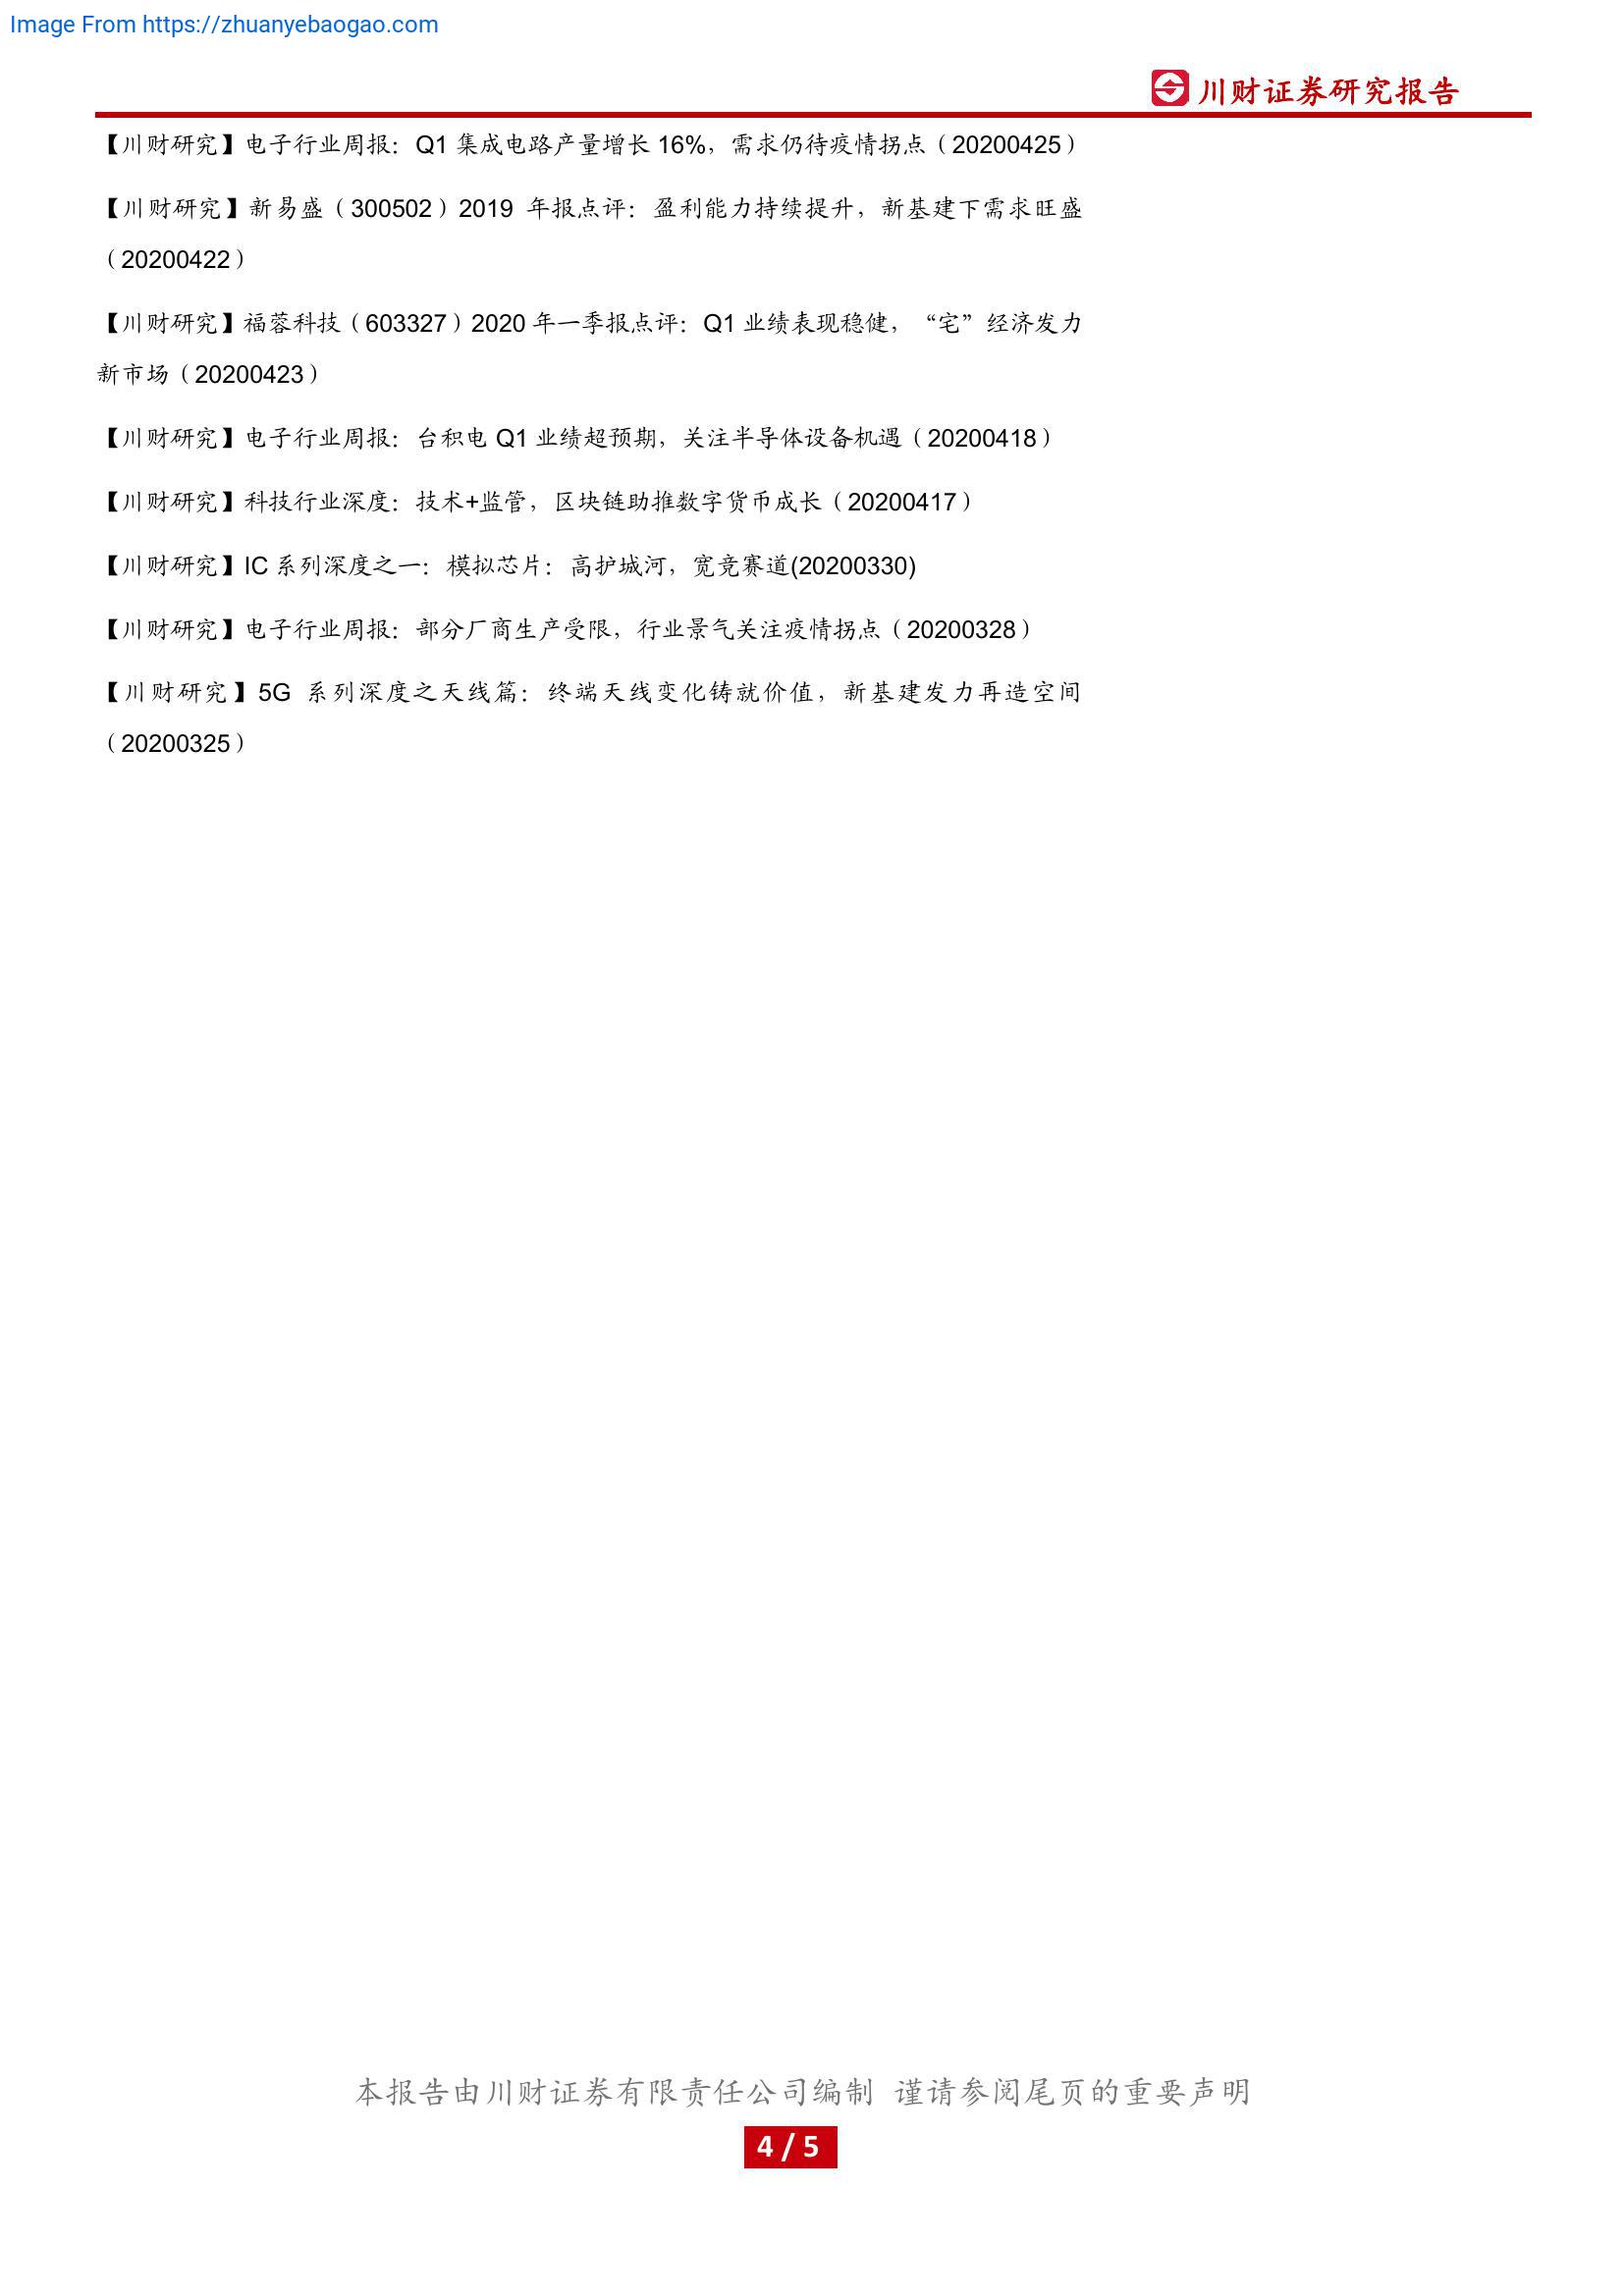 Image From https://zhuanyebaogao.com
川财证券研究报告
【川财研究】电子行业周报：Q1 集成电路产量增长 16%，需求仍待疫情拐点（20200425）
【川财研究】新易盛（300502）2019 年报点评：盈利能力持续提升，新基建下需求旺盛
（20200422）
【川财研究】福蓉科技（603327）2020 年一季报点评：Q1 业绩表现稳健，“宅”经济发力
新市场（20200423）
【川财研究】电子行业周报：台积电 Q1 业绩超预期，关注半导体设备机遇（20200418）
【川财研究】科技行业深度：技术+监管，区块链助推数字货币成长（20200417）
【川财研究】IC 系列深度之一：模拟芯片：高护城河，宽竞赛道(20200330)
【川财研究】电子行业周报：部分厂商生产受限，行业景气关注疫情拐点（20200328）
【川财研究】5G 系列深度之天线篇：终端天线变化铸就价值，新基建发力再造空间
（20200325）
本报告由川财证券有限责任公司编制 谨请参阅尾页的重要声明
4 / 5